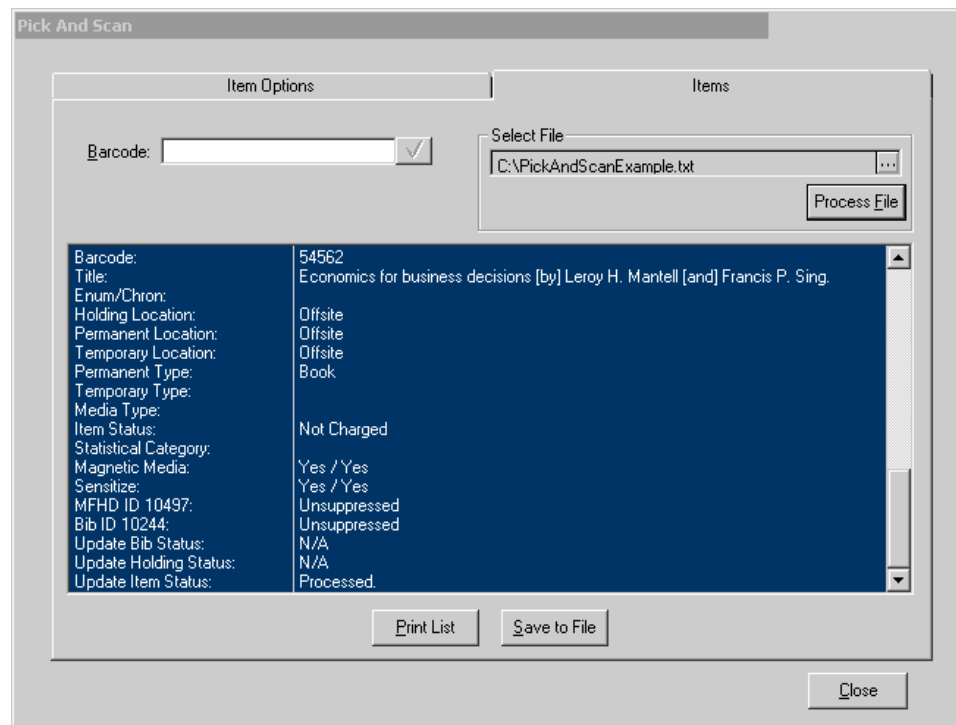 Pick And Scan
Item Options
Items
Barcode:
Select File
C:\PickAndScanExample.txt
...
Process File
Barcode: 54562
Title: Economics for business decisions [by] Leroy H. Mantell [and] Francis P. Sing.
Enum/Chron:
Holding Location: Offsite
Permanent Location: Offsite
Temporary Location: Offsite
Permanent Type: Book
Temporary Type:
Media Type:
Item Status: Not Charged
Statistical Category:
Magnetic Media: Yes / Yes
Sensitize: Yes / Yes
MFHD ID 10497: Unsuppressed
Bib ID 10244: Unsuppressed
Update Bib Status: N/A
Update Holding Status: N/A
Update Item Status: Processed.
Print List
Save to File
Close